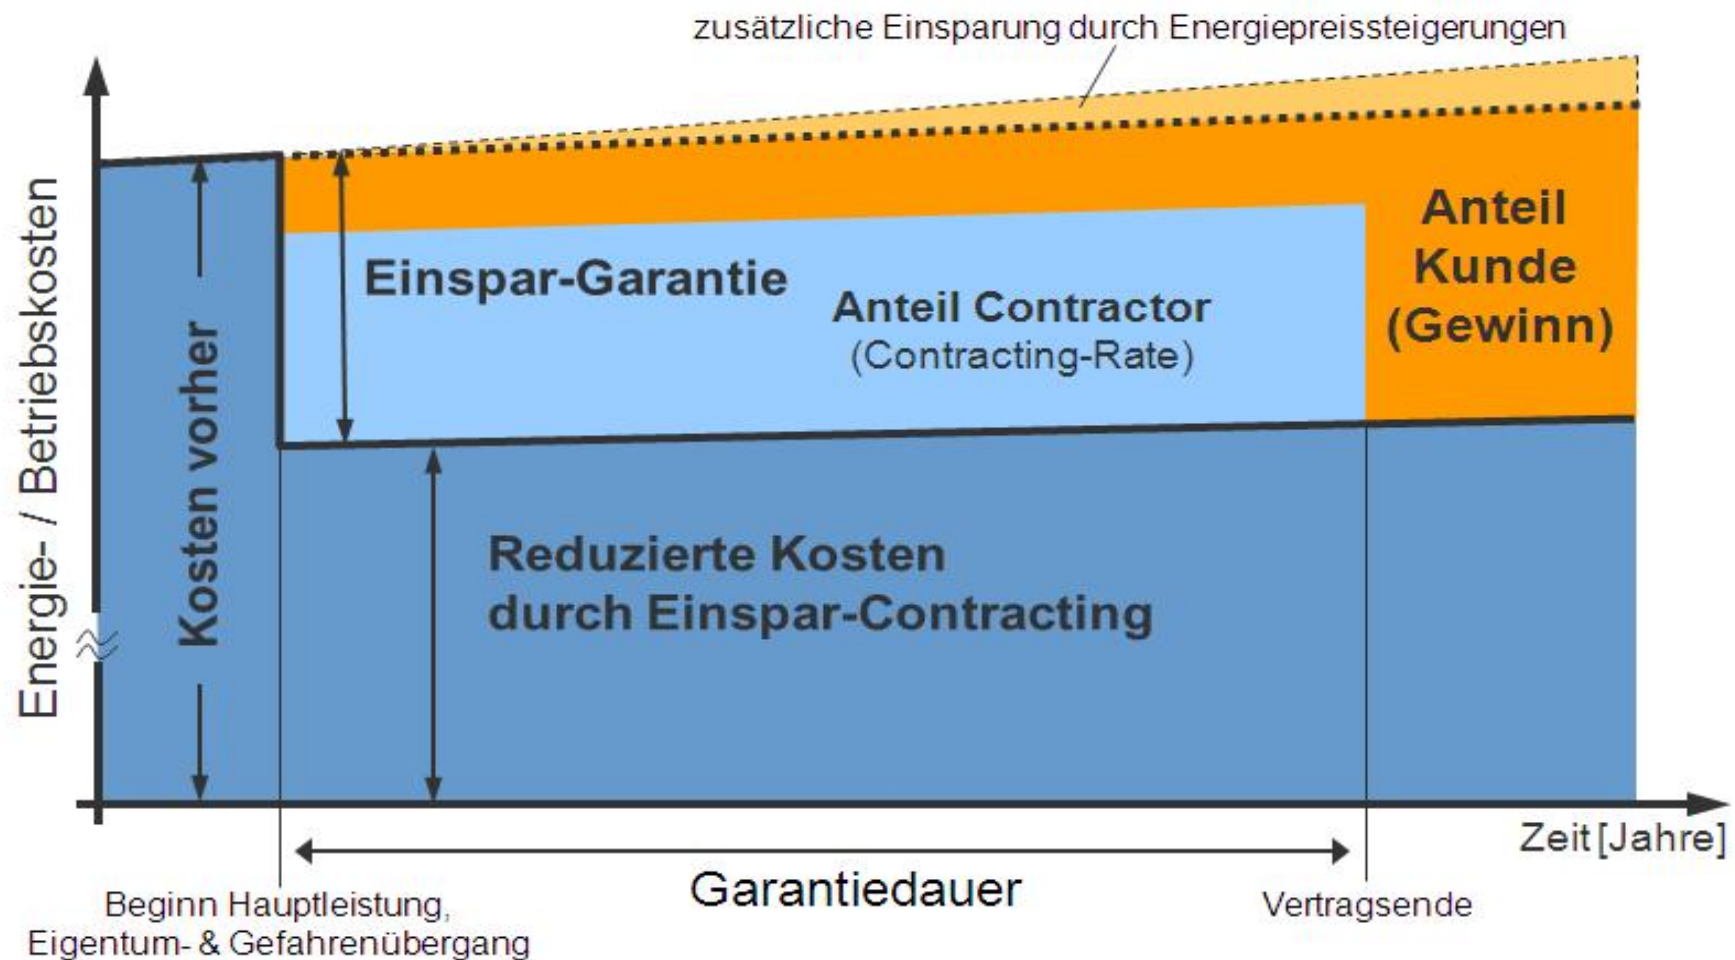 zusätzliche Einsparung durch Energiepreissteigerungen
Energie- / Betriebskosten
Kosten vorher
Einspar-Garantie
Anteil Contractor
(Contracting-Rate)
Anteil
Kunde
(Gewinn)
Reduzierte Kosten
durch Einspar-Contracting
Zeit [Jahre]
Garantiedauer
Beginn Hauptleistung,
Eigentum- & Gefahrenübergang
Vertragsende